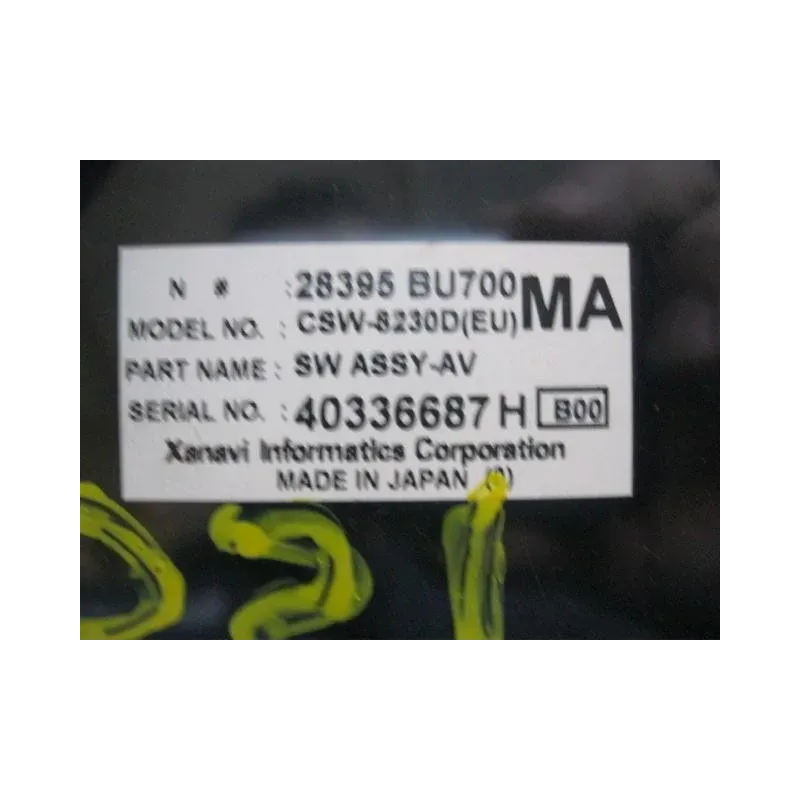 N # : 28395 BU700 MA
MODEL NO. : CSW-8230D(EU)
PART NAME : SW ASSY-AV
SERIAL NO. : 40336687 H B00
Xanavi Informatics Corporation
MADE IN JAPAN
21